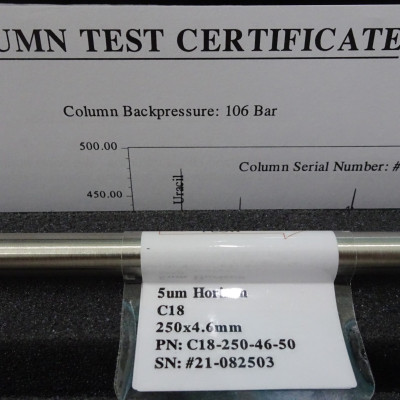 UMN TEST CERTIFICATE
Column Backpressure: 106 Bar
500.00
Column Serial Number: #
450.00
Uracil
5um
C18
250x4.6mm
PN: C18-250-46-50
SN: #21-082503